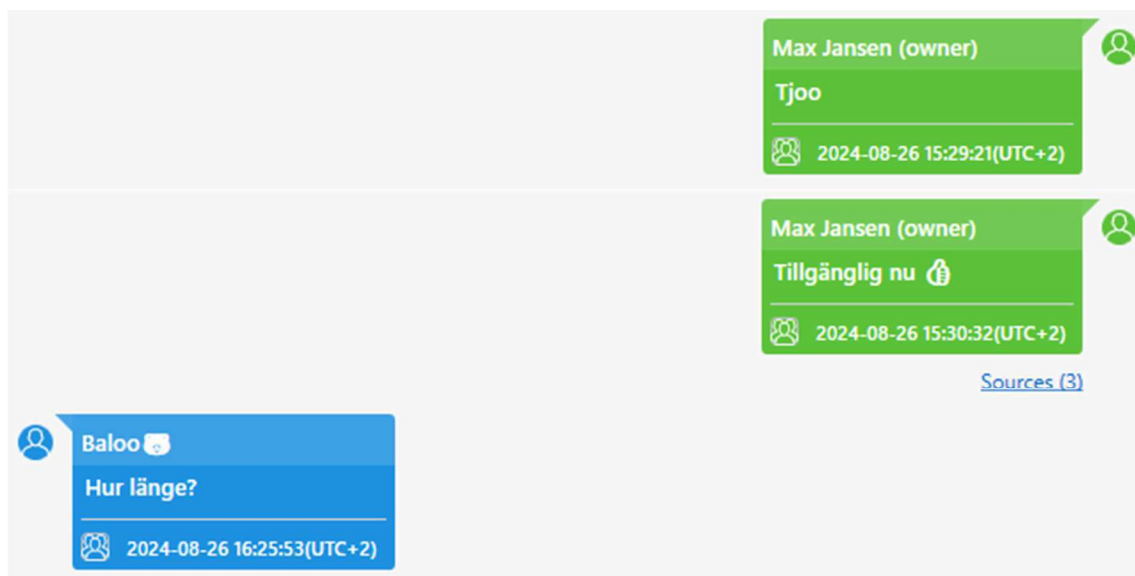 Max Jansen (owner)
Tjoo
2024-08-26 15:29:21(UTC+2)
Max Jansen (owner)
Tillgänglig nu 👍
2024-08-26 15:30:32(UTC+2)
Sources (3)
Baloo🐻
Hur länge?
2024-08-26 16:25:53(UTC+2)